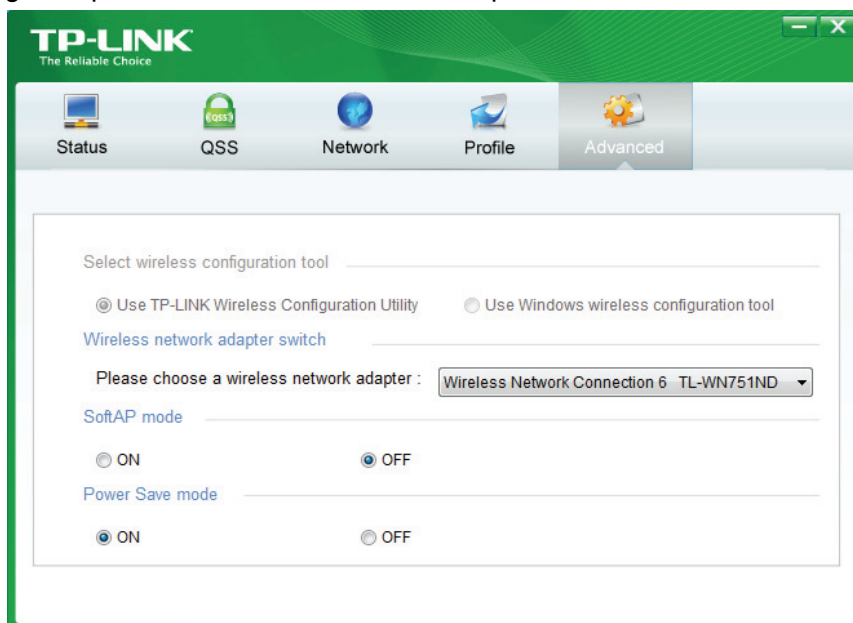 TP-LINK
The Reliable Choice
Status QSS Network Profile Advanced
Select wireless configuration tool
Use TP-LINK Wireless Configuration Utility Use Windows wireless configuration tool
Wireless network adapter switch
Please choose a wireless network adapter : Wireless Network Connection 6 TL-WN751ND
SoftAP mode
ON OFF
Power Save mode
ON OFF